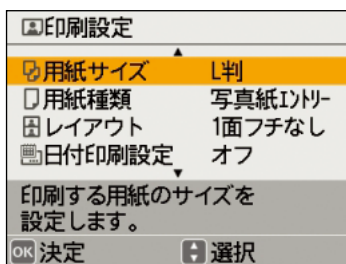 印刷設定
用紙サイズ L判
用紙種類 写真紙エントリー
レイアウト 1面フチなし
日付印刷設定 オフ
印刷する用紙のサイズを
設定します。
OK 決定 選択